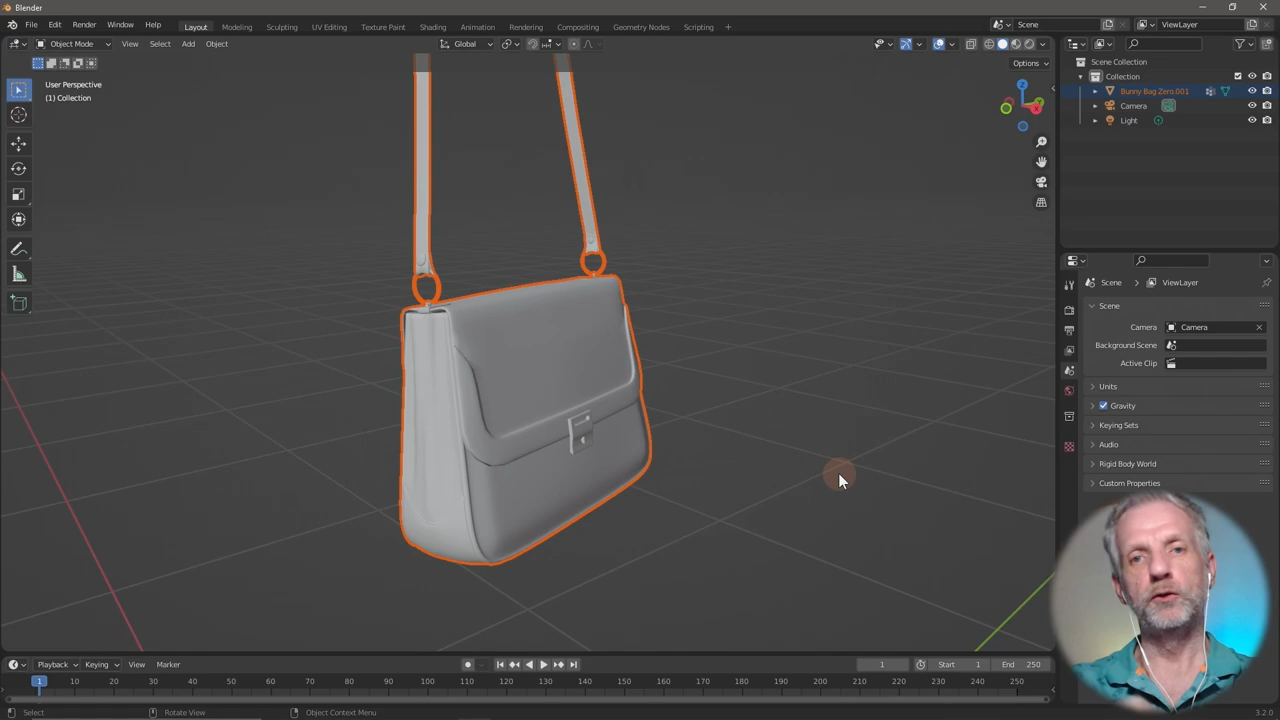 Blender
File Edit Render Window Help Layout Modeling Sculpting UV Editing Texture Paint Shading Animation Rendering Compositing Geometry Nodes Scripting + Scene ViewLayer
Object Mode View Select Add Object Global
Options
User Perspective
(1) Collection
Z
X
Y
Scene Collection
Collection
Bunny Bag Zero.001
Camera
Light
Scene > ViewLayer
Scene
Camera Camera
Background Scene
Active Clip
Units
Gravity
Keying Sets
Audio
Rigid Body World
Custom Properties
Playback Keying View Marker 1 Start 1 End 250
1 10 20 30 40 50 60 70 80 90 100 110 120 130 140 150 160 170 180 190 200 210 220 230 240 250
Select Rotate View Object Context Menu 3.2.0